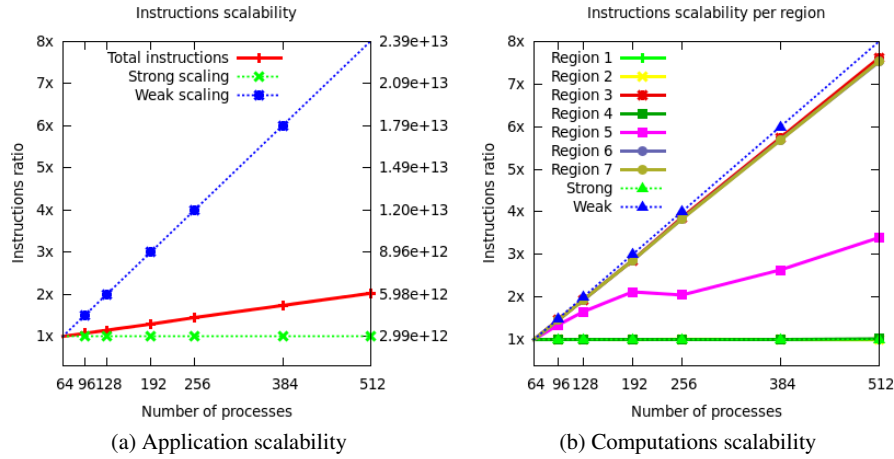 Instructions scalability
8x
7x
6x
5x
4x
3x
2x
1x
Instructions ratio
Total instructions
Strong scaling
Weak scaling
2.39e+13
2.09e+13
1.79e+13
1.49e+13
1.20e+13
8.96e+12
5.98e+12
2.99e+12
64 96 128 192 256 384 512
Number of processes
(a) Application scalability
Instructions scalability per region
8x
7x
6x
5x
4x
3x
2x
1x
Instructions ratio
Region 1
Region 2
Region 3
Region 4
Region 5
Region 6
Region 7
Strong
Weak
64 96 128 192 256 384 512
Number of processes
(b) Computations scalability